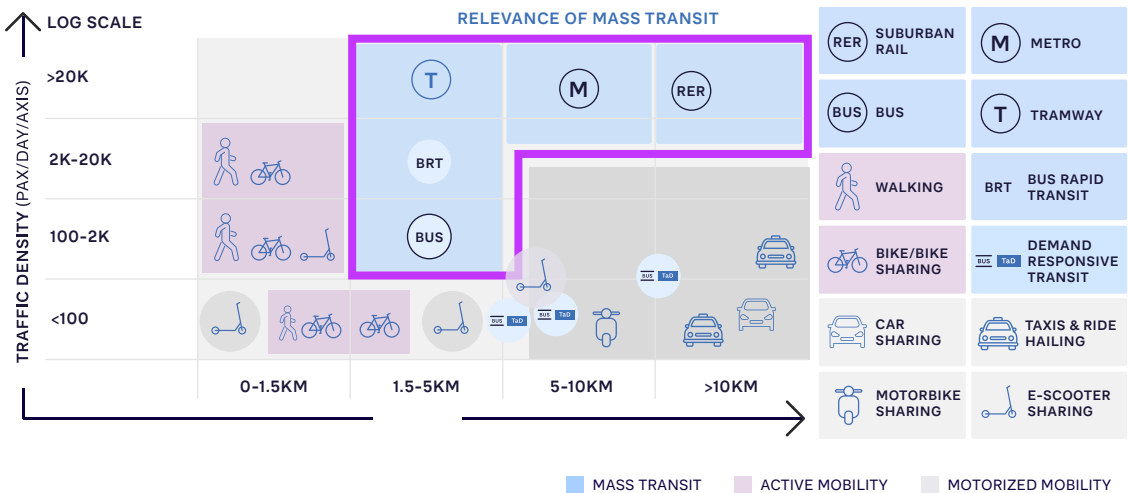 LOG SCALE
RELEVANCE OF MASS TRANSIT
TRAFFIC DENSITY (PAX/DAY/AXIS)
>20K
T
M
RER
2K-20K
BRT
100-2K
BUS
BUS TaD
<100
BUS TaD
BUS TaD
0-1.5KM
1.5-5KM
5-10KM
>10KM
RER
SUBURBAN
RAIL
M
METRO
BUS
BUS
T
TRAMWAY
WALKING
BRT
BUS RAPID
TRANSIT
BIKE/BIKE
SHARING
BUS TaD
DEMAND
RESPONSIVE
TRANSIT
CAR
SHARING
TAXIS & RIDE
HAILING
MOTORBIKE
SHARING
E-SCOOTER
SHARING
MASS TRANSIT
ACTIVE MOBILITY
MOTORIZED MOBILITY